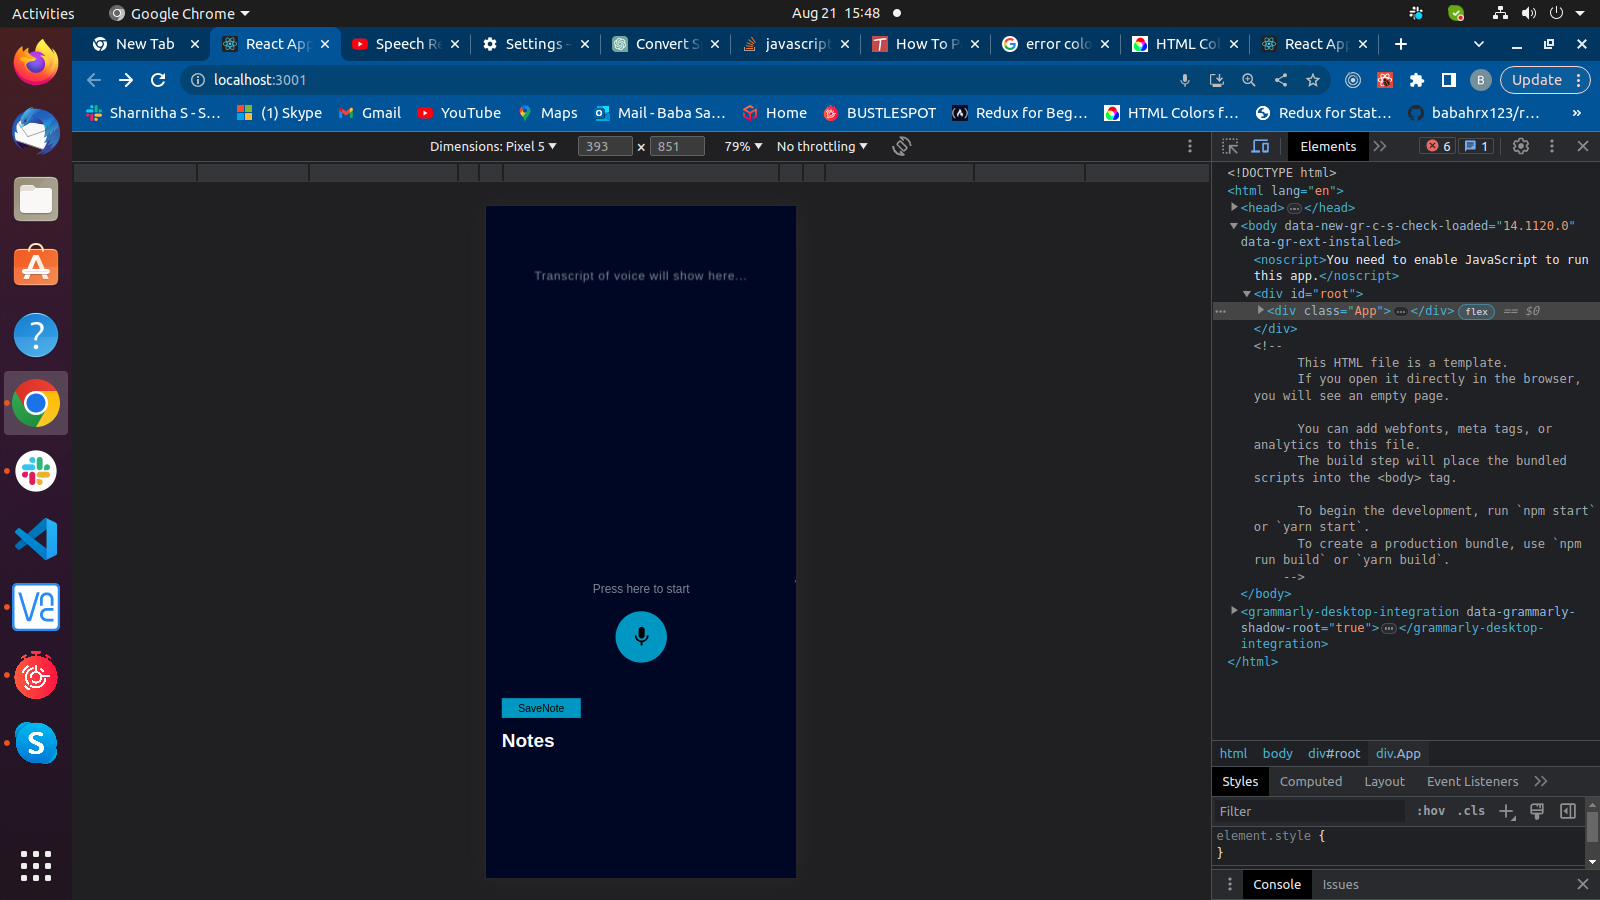 Activities
Google Chrome
Aug 21 15:48
New Tab
React App
Speech Re
Settings -
Convert S
javascript
How To P
error colo
HTML Col
React App
localhost:3001
B
Update
Sharnitha S - S...
(1) Skype
Gmail
YouTube
Maps
Mail - Baba Sa...
Home
BUSTLESPOT
Redux for Beg...
HTML Colors f...
Redux for Stat...
babahrx123/r...
»
Dimensions: Pixel 5
393 × 851
79%
No throttling
Elements
6
1
Transcript of voice will show here...
Press here to start
SaveNote
Notes
<!DOCTYPE html>
<html lang="en">
<head> … </head>
<body data-new-gr-c-s-check-loaded="14.1120.0"
data-gr-ext-installed>
<noscript>You need to enable JavaScript to run
this app.</noscript>
<div id="root">
<div class="App"> … </div> flex == $0
</div>
<!--
This HTML file is a template.
If you open it directly in the browser,
you will see an empty page.
You can add webfonts, meta tags, or
analytics to this file.
The build step will place the bundled
scripts into the <body> tag.
To begin the development, run `npm start`
or `yarn start`.
To create a production bundle, use `npm
run build` or `yarn build`.
-->
</body>
<grammarly-desktop-integration data-grammarly-
shadow-root="true"> … </grammarly-desktop-
integration>
</html>
html body div#root div.App
Styles Computed Layout Event Listeners
Filter
:hov .cls
element.style {
}
Console Issues